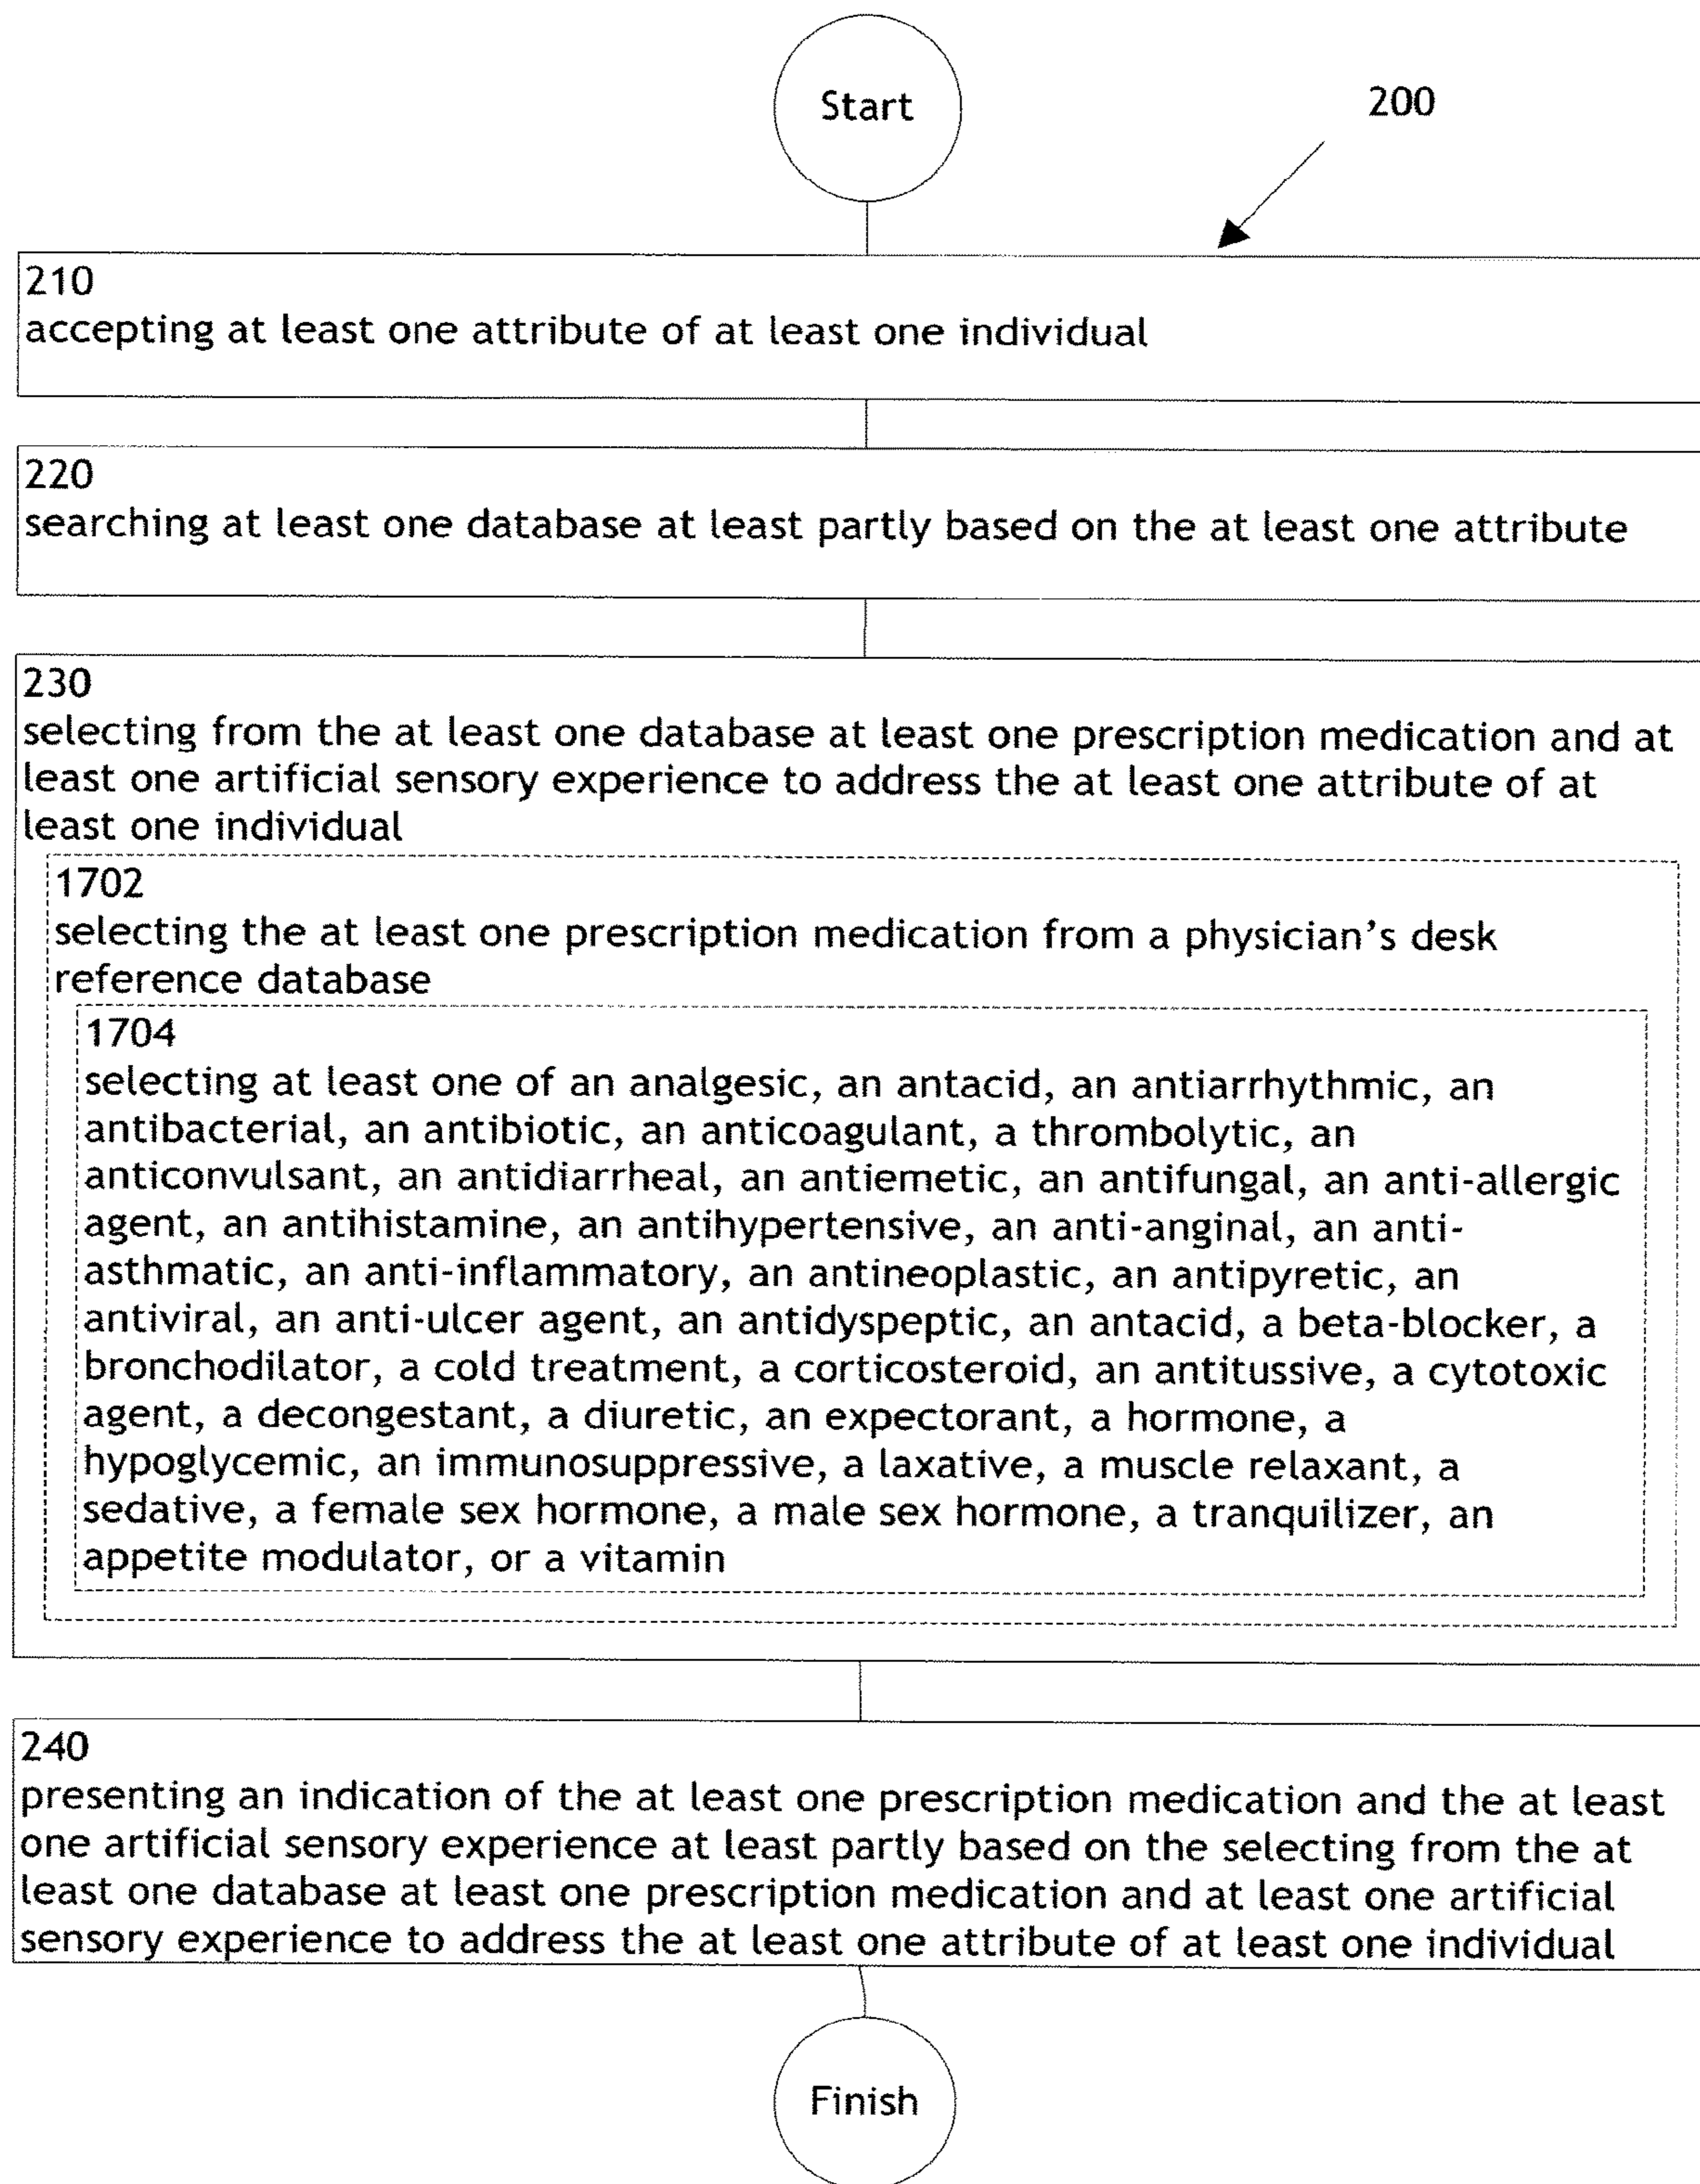 Start
200
210
accepting at least one attribute of at least one individual
220
searching at least one database at least partly based on the at least one attribute
230
selecting from the at least one database at least one prescription medication and at
least one artificial sensory experience to address the at least one attribute of at
least one individual
1702
selecting the at least one prescription medication from a physician's desk
reference database
1704
selecting at least one of an analgesic, an antacid, an antiarrhythmic, an
antibacterial, an antibiotic, an anticoagulant, a thrombolytic, an
anticonvulsant, an antidiarrheal, an antiemetic, an antifungal, an anti-allergic
agent, an antihistamine, an antihypertensive, an anti-anginal, an anti-
asthmatic, an anti-inflammatory, an antineoplastic, an antipyretic, an
antiviral, an anti-ulcer agent, an antidyspeptic, an antacid, a beta-blocker, a
bronchodilator, a cold treatment, a corticosteroid, an antitussive, a cytotoxic
agent, a decongestant, a diuretic, an expectorant, a hormone, a
hypoglycemic, an immunosuppressive, a laxative, a muscle relaxant, a
sedative, a female sex hormone, a male sex hormone, a tranquilizer, an
appetite modulator, or a vitamin
240
presenting an indication of the at least one prescription medication and the at least
one artificial sensory experience at least partly based on the selecting from the at
least one database at least one prescription medication and at least one artificial
sensory experience to address the at least one attribute of at least one individual
Finish